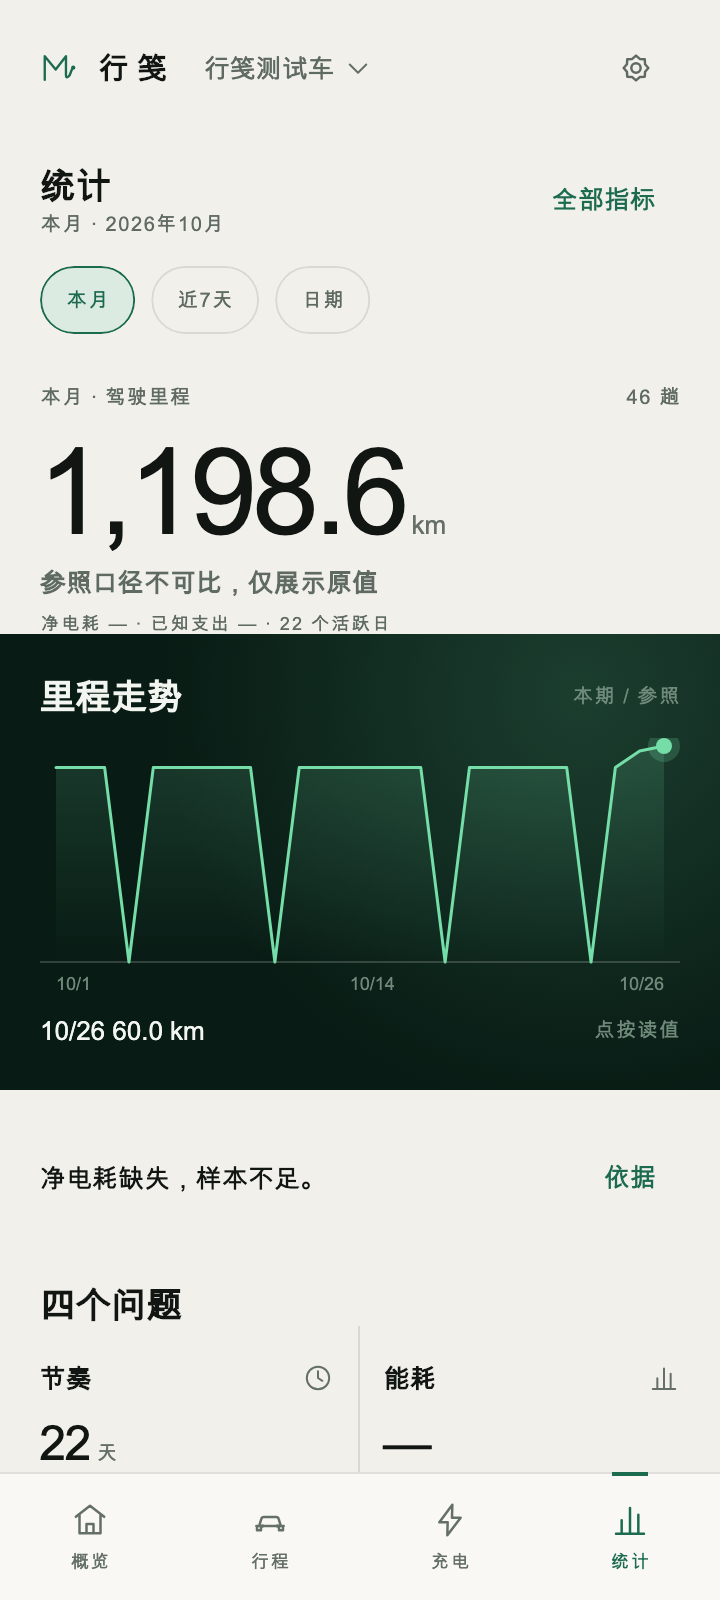 行笺 行笺测试车
统计
全部指标
本月 · 2026年10月
本月 近7天 日期
本月 · 驾驶里程 46 趟
1,198.6 km
参照口径不可比，仅展示原值
净电耗 — · 已知支出 — · 22 个活跃日
里程走势 本期 / 参照
10/1 10/14 10/26
10/26 60.0 km 点按读值
净电耗缺失，样本不足。 依据
四个问题
节奏 能耗
22 天 —
概览 行程 充电 统计